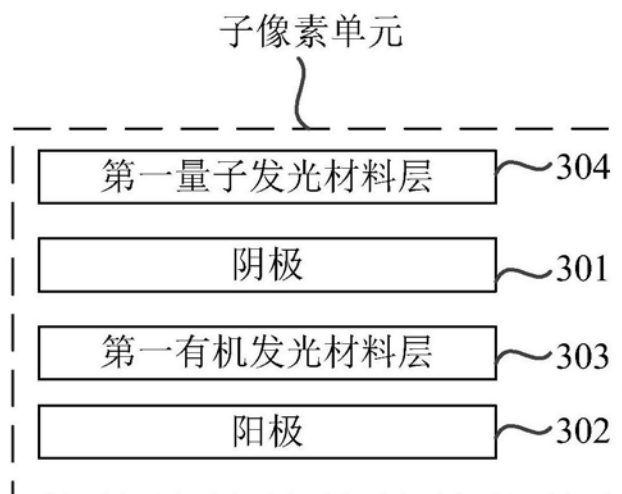 子像素单元
第一量子发光材料层 304
阴极 301
第一有机发光材料层 303
阳极 302